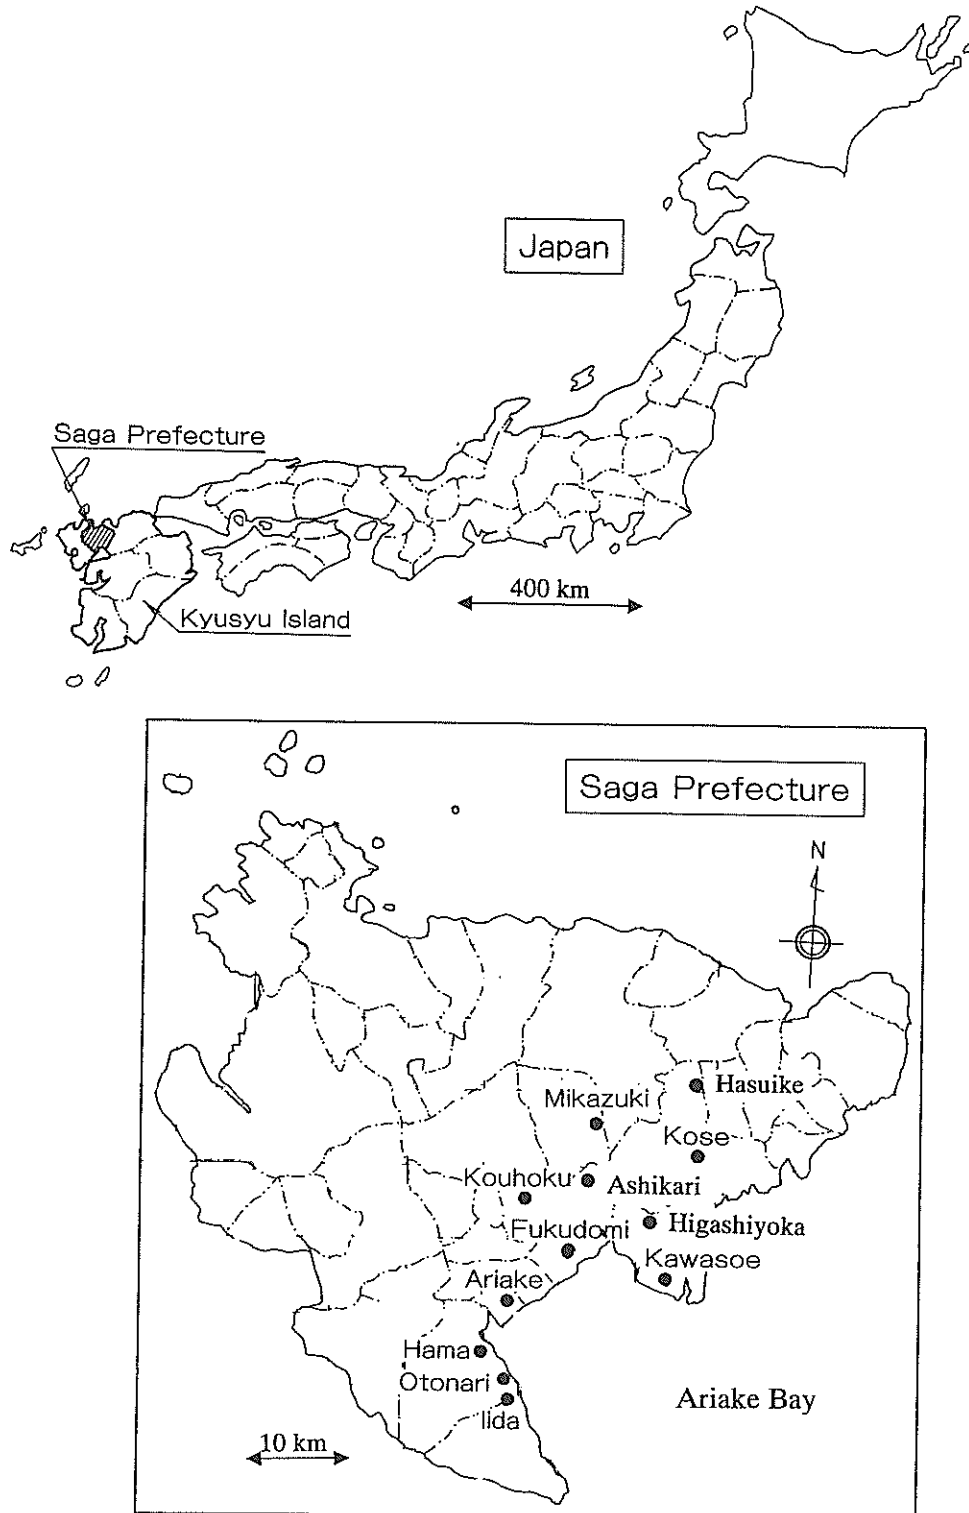 Japan
Saga Prefecture
400 km
Kyusyu Island
Saga Prefecture
N
Hasuike
Mikazuki
Kose
Kouhoku
Ashikari
Higashiyoka
Fukudomi
Kawasoe
Ariake
Hama
Otonari
Iida
Ariake Bay
10 km